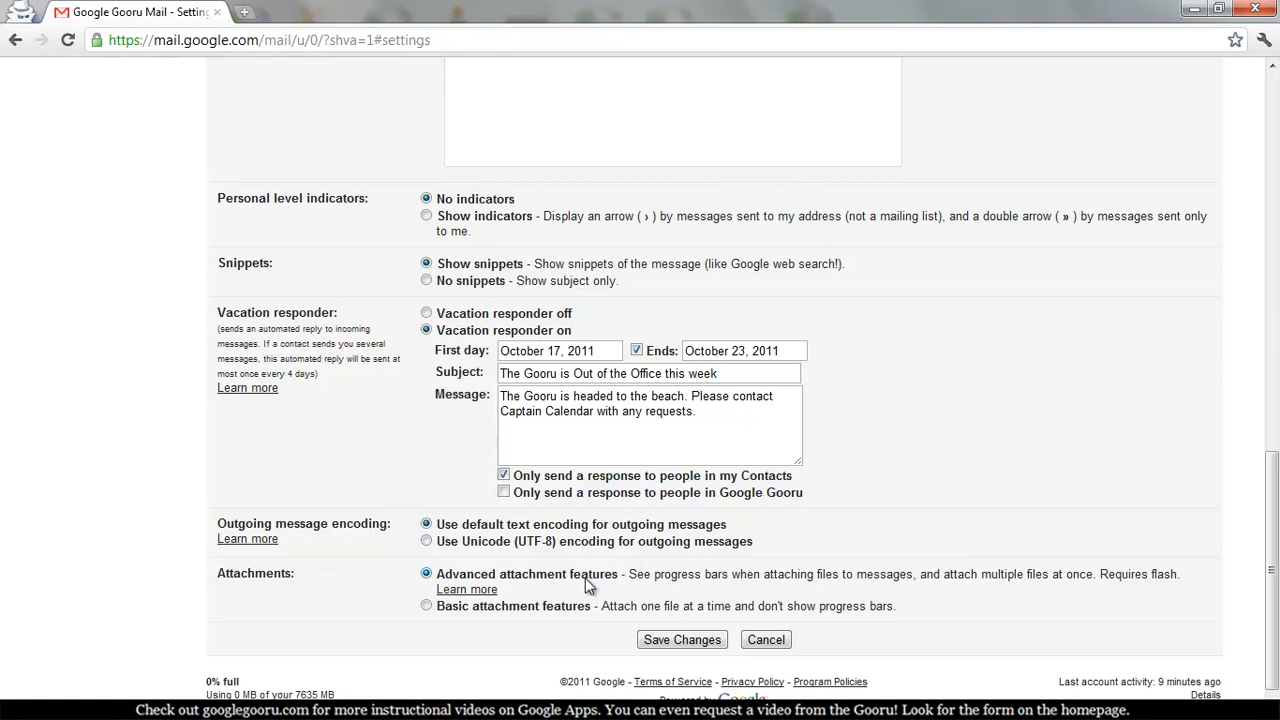 Google Gooru Mail - Setting
https://mail.google.com/mail/u/0/?shva=1#settings
Personal level indicators:
No indicators
Show indicators - Display an arrow ( › ) by messages sent to my address (not a mailing list), and a double arrow ( » ) by messages sent only
to me.
Snippets:
Show snippets - Show snippets of the message (like Google web search!).
No snippets - Show subject only.
Vacation responder:
(sends an automated reply to incoming
messages. If a contact sends you several
messages, this automated reply will be sent at
most once every 4 days)
Learn more
Vacation responder off
Vacation responder on
First day: October 17, 2011 Ends: October 23, 2011
Subject: The Gooru is Out of the Office this week
Message: The Gooru is headed to the beach. Please contact
Captain Calendar with any requests.
Only send a response to people in my Contacts
Only send a response to people in Google Gooru
Outgoing message encoding:
Learn more
Use default text encoding for outgoing messages
Use Unicode (UTF-8) encoding for outgoing messages
Attachments:
Advanced attachment features - See progress bars when attaching files to messages, and attach multiple files at once. Requires flash.
Learn more
Basic attachment features - Attach one file at a time and don't show progress bars.
Save Changes Cancel
0% full
Using 0 MB of your 7635 MB
©2011 Google - Terms of Service - Privacy Policy - Program Policies
Powered by Google
Last account activity: 9 minutes ago
Details
Check out googlegooru.com for more instructional videos on Google Apps. You can even request a video from the Gooru! Look for the form on the homepage.